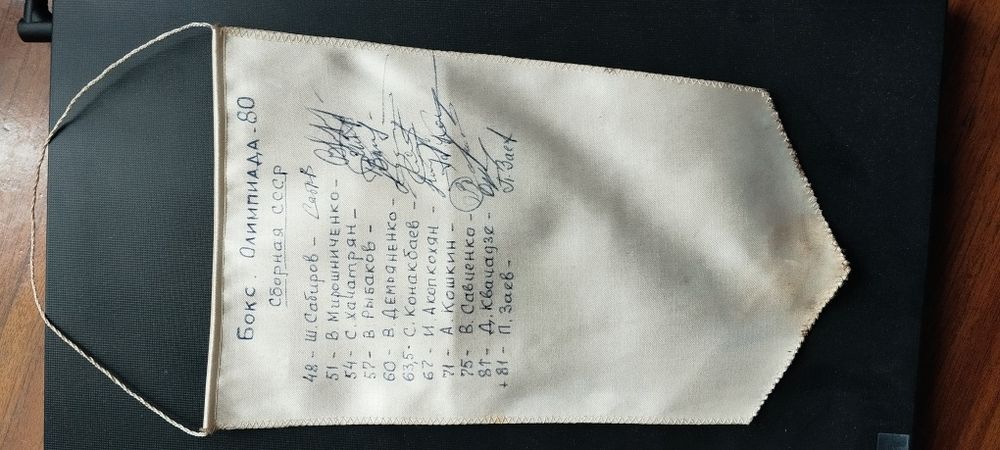 Бокс. Олимпиада-80
Сборная СССР
48 - Ш. Сабиров -
51 - В Мирошниченко -
54 - С. Хачатрян -
57 - В Рыбаков -
60 - В Демьяненко -
63,5 - С. Конакбаев -
67 - И Акопкохян -
71 - А. Кошкин -
75 - В. Савченко -
81 - Д. Квачадзе -
+81 - П. Заев - П. Заев